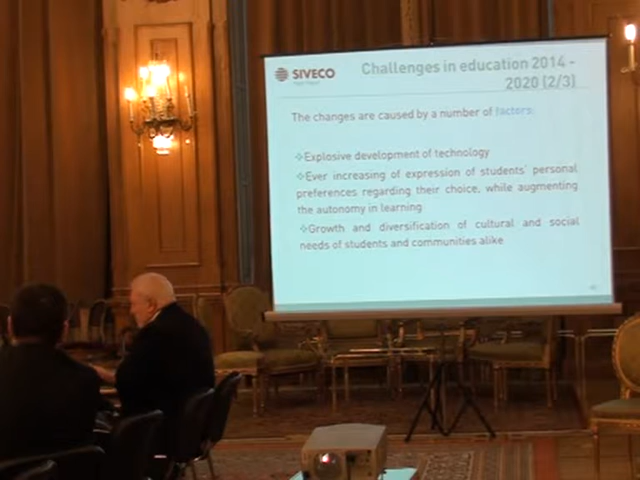 SIVECO
Challenges in education 2014 -
2020 (2/3)
The changes are caused by a number of factors:
Explosive development of technology
Ever increasing of expression of students' personal
preferences regarding their choice, while augmenting
the autonomy in learning
Growth and diversification of cultural and social
needs of students and communities alike